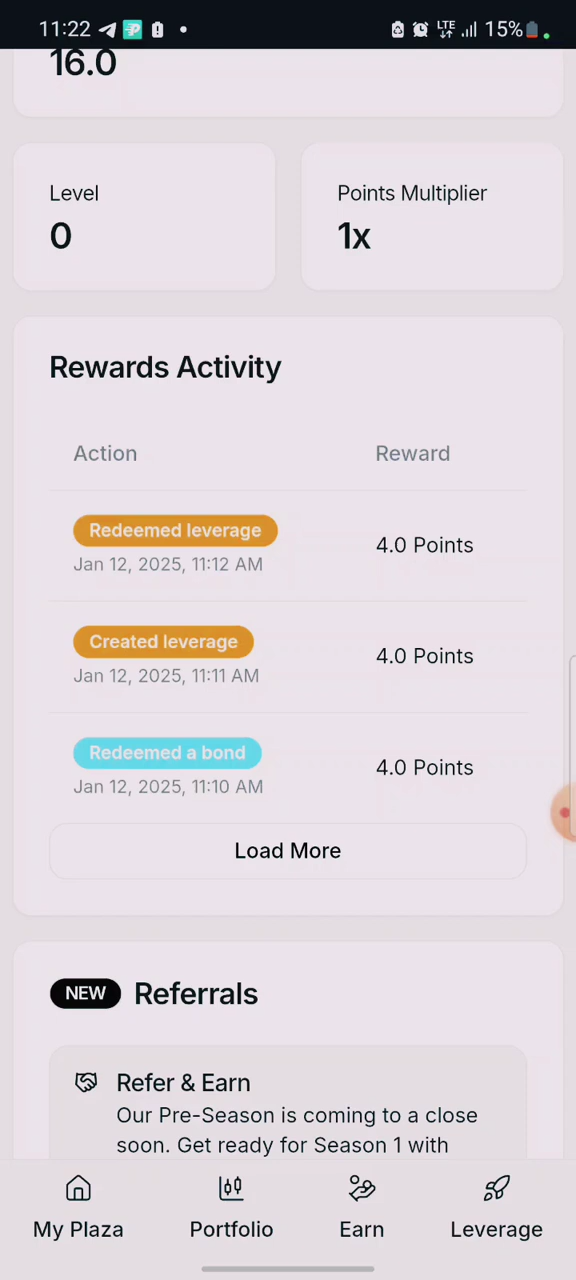 11:22
LTE
15%
16.0
Level
0
Points Multiplier
1x
Rewards Activity
Action
Reward
Redeemed leverage
Jan 12, 2025, 11:12 AM
4.0 Points
Created leverage
Jan 12, 2025, 11:11 AM
4.0 Points
Redeemed a bond
Jan 12, 2025, 11:10 AM
4.0 Points
Load More
NEW
Referrals
Refer & Earn
Our Pre-Season is coming to a close
soon. Get ready for Season 1 with
My Plaza
Portfolio
Earn
Leverage